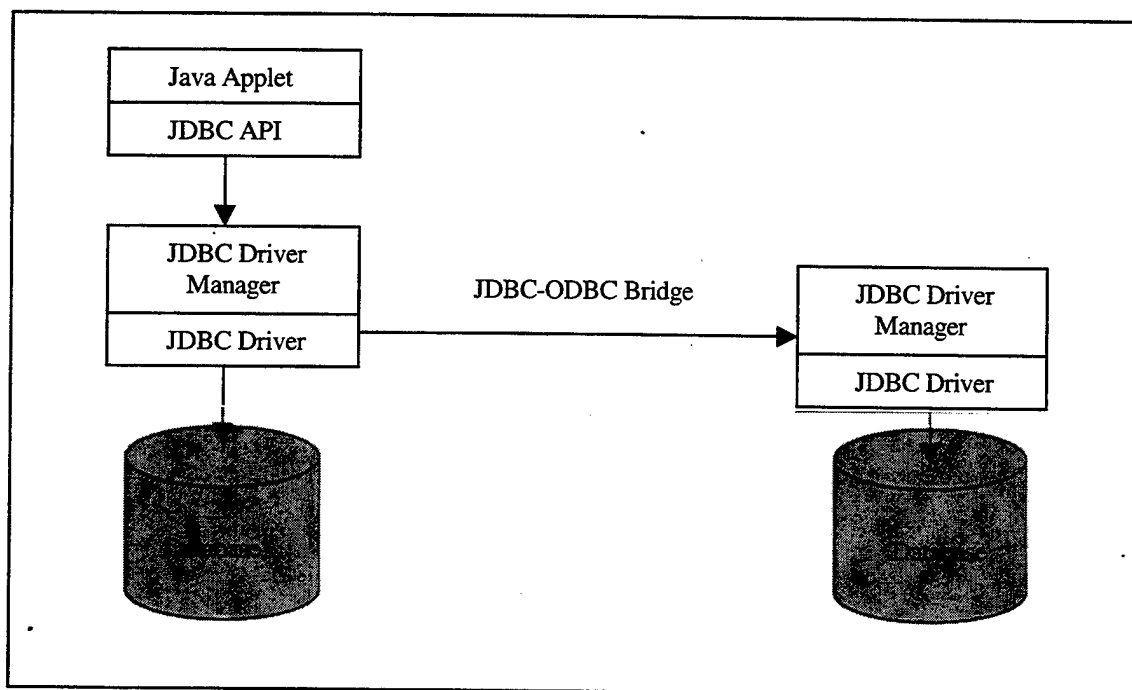 Java Applet
JDBC API
JDBC Driver
Manager
JDBC Driver
JDBC-ODBC Bridge
JDBC Driver
Manager
JDBC Driver